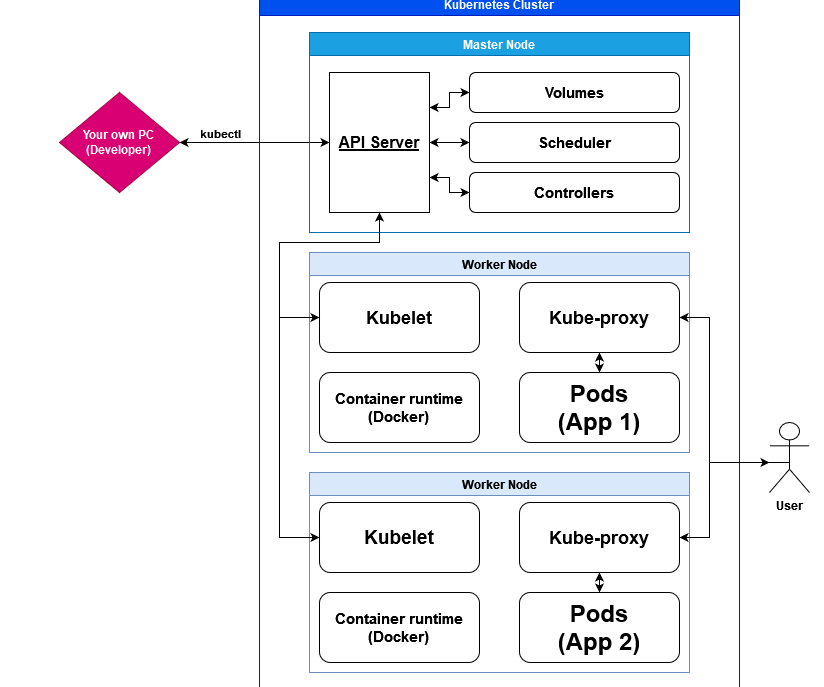 Kubernetes Cluster
Master Node
Your own PC
(Developer)
kubectl
API Server
Volumes
Scheduler
Controllers
Worker Node
Kubelet
Kube-proxy
Container runtime
(Docker)
Pods
(App 1)
Worker Node
Kubelet
Kube-proxy
Container runtime
(Docker)
Pods
(App 2)
User